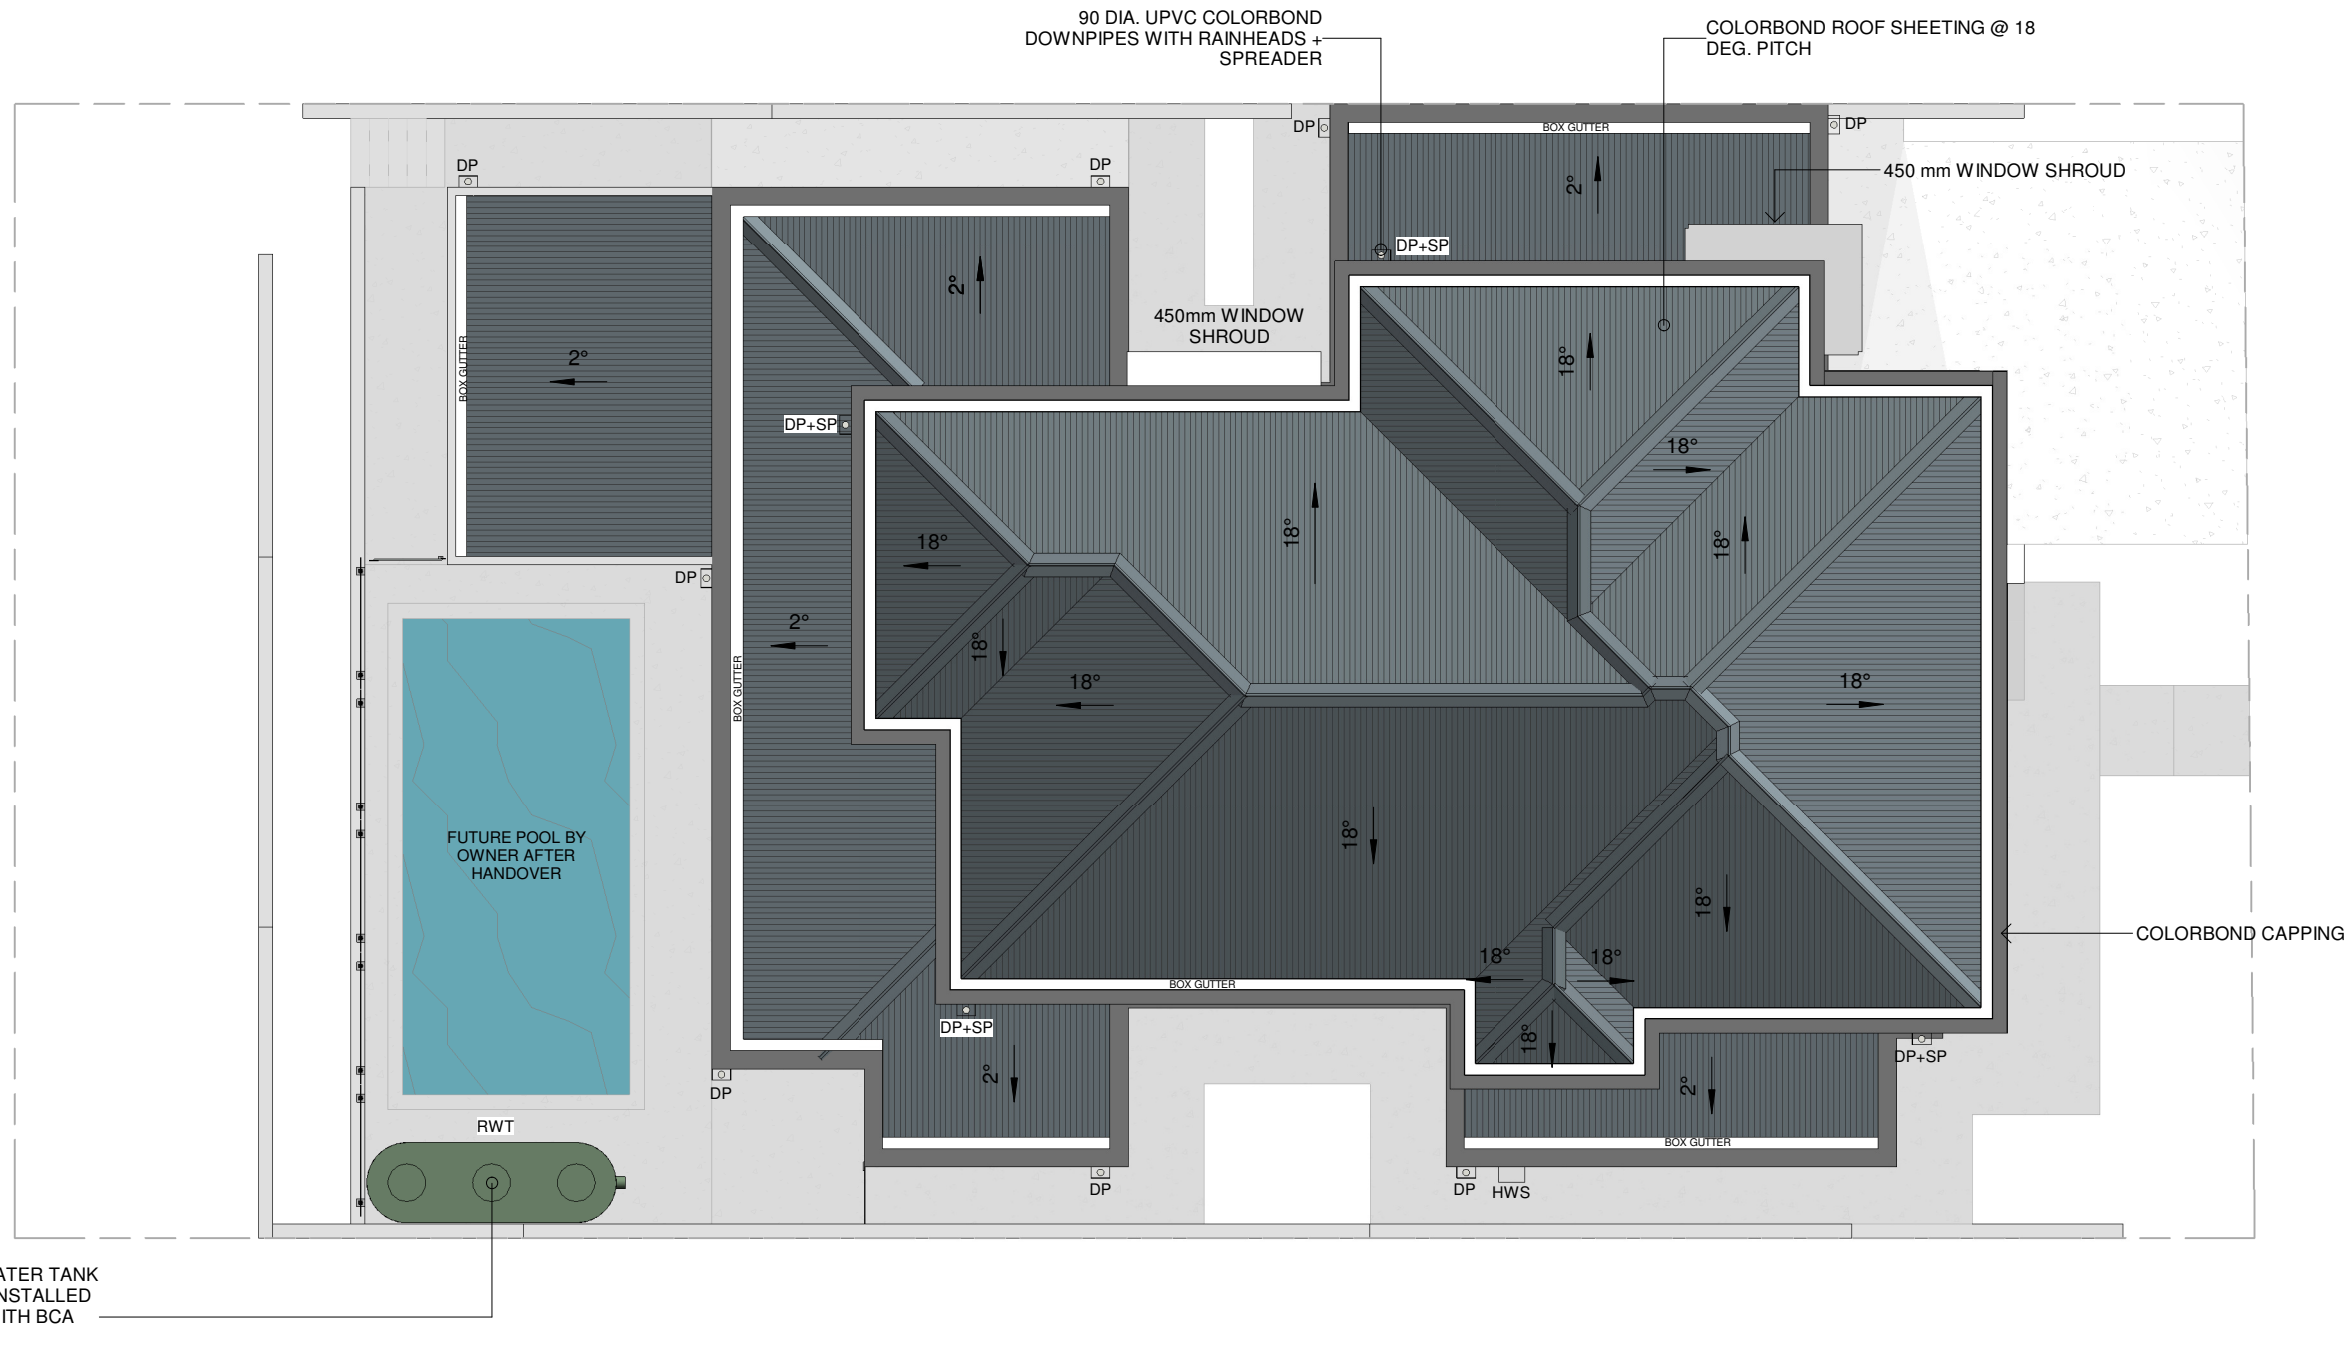 90 DIA. UPVC COLORBOND
DOWNPIPES WITH RAINHEADS +
SPREADER
COLORBOND ROOF SHEETING @ 18
DEG. PITCH
DP
BOX GUTTER
DP
DP
DP
450 mm WINDOW SHROUD
2°
DP+SP
2°
450mm WINDOW
SHROUD
BOX GUTTER
2°
18°
DP+SP
18°
18°
18°
18°
DP
2°
18°
18°
18°
BOX GUTTER
FUTURE POOL BY
OWNER AFTER
HANDOVER
18°
18°
COLORBOND CAPPING
18°
18°
BOX GUTTER
DP+SP
18°
DP+SP
2°
2°
DP
RWT
BOX GUTTER
DP
DP
HWS
ATER TANK
NSTALLED
ITH BCA